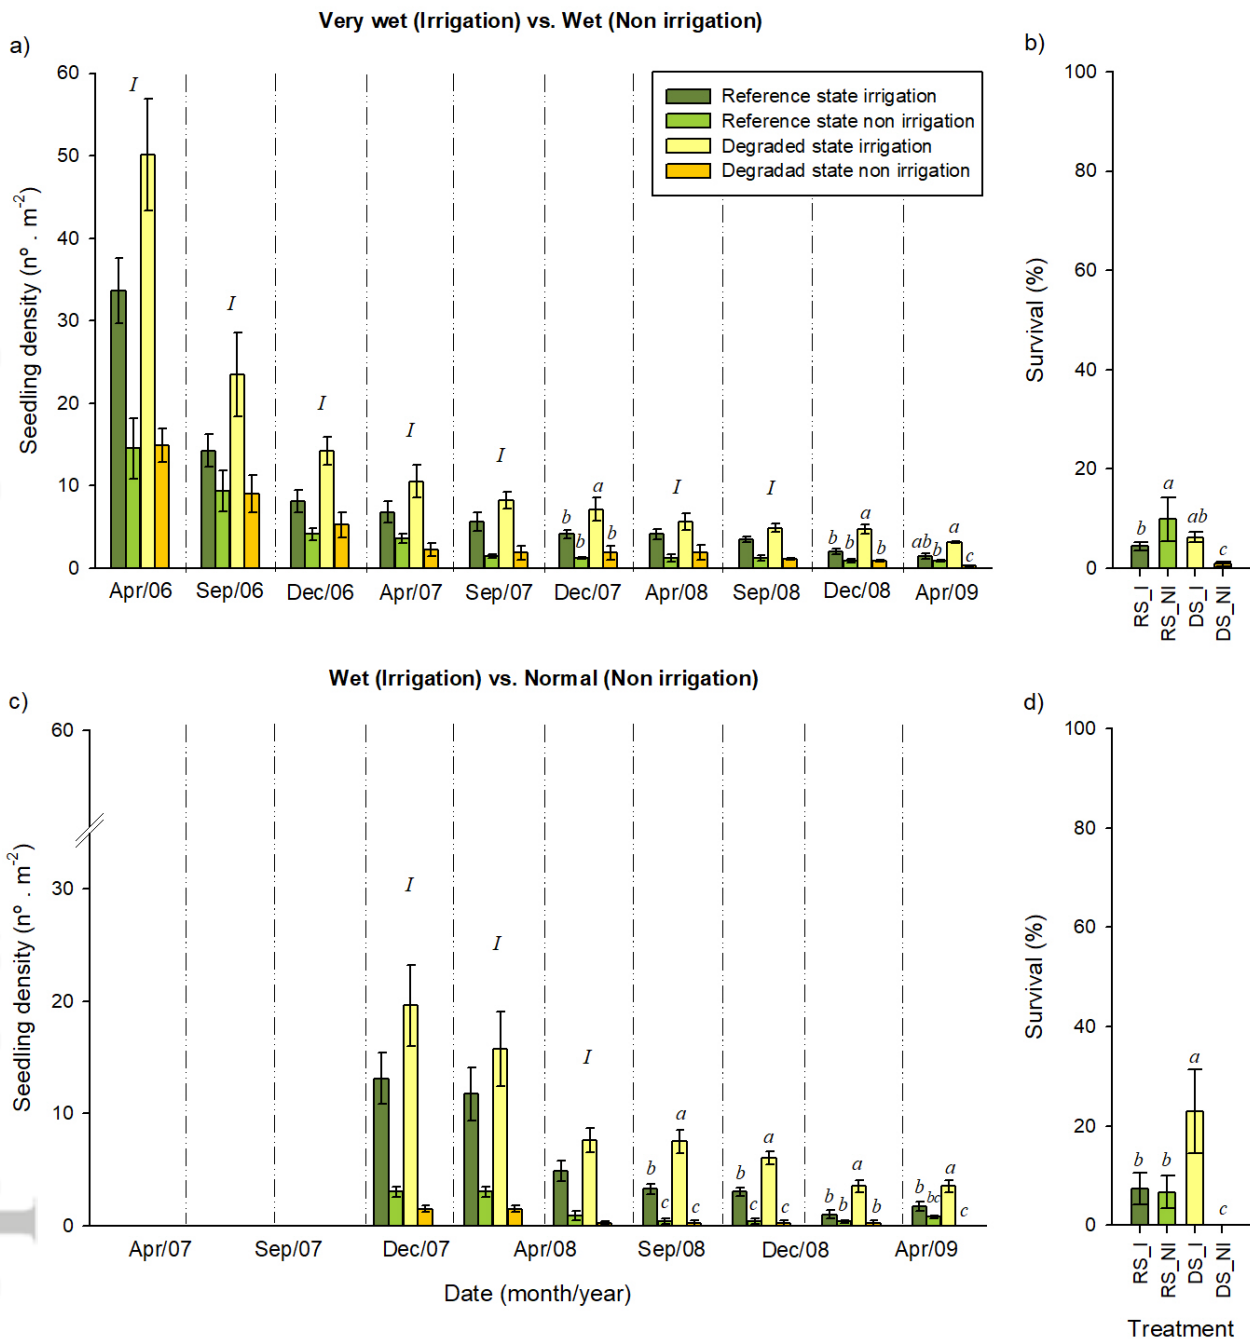 Very wet (Irrigation) vs. Wet (Non irrigation)
a)
b)
Seedling density (nº . m-2)
60
50
40
30
20
10
0
Reference state irrigation
Reference state non irrigation
Degraded state irrigation
Degradad state non irrigation
I
I
I
I
I
b
b
a
b
I
I
b
b
a
b
ab
b
a
c
Apr/06
Sep/06
Dec/06
Apr/07
Sep/07
Dec/07
Apr/08
Sep/08
Dec/08
Apr/09
Survival (%)
100
80
60
40
20
0
b
a
ab
c
RS_I
RS_NI
DS_I
DS_NI
Wet (Irrigation) vs. Normal (Non irrigation)
c)
d)
Seedling density (nº . m-2)
60
30
20
10
0
I
I
I
b
c
a
c
b
c
a
c
b
b
a
b
b
bc
a
c
Apr/07
Sep/07
Dec/07
Apr/08
Sep/08
Dec/08
Apr/09
Date (month/year)
Survival (%)
100
80
60
40
20
0
b
b
a
c
RS_I
RS_NI
DS_I
DS_NI
Treatment